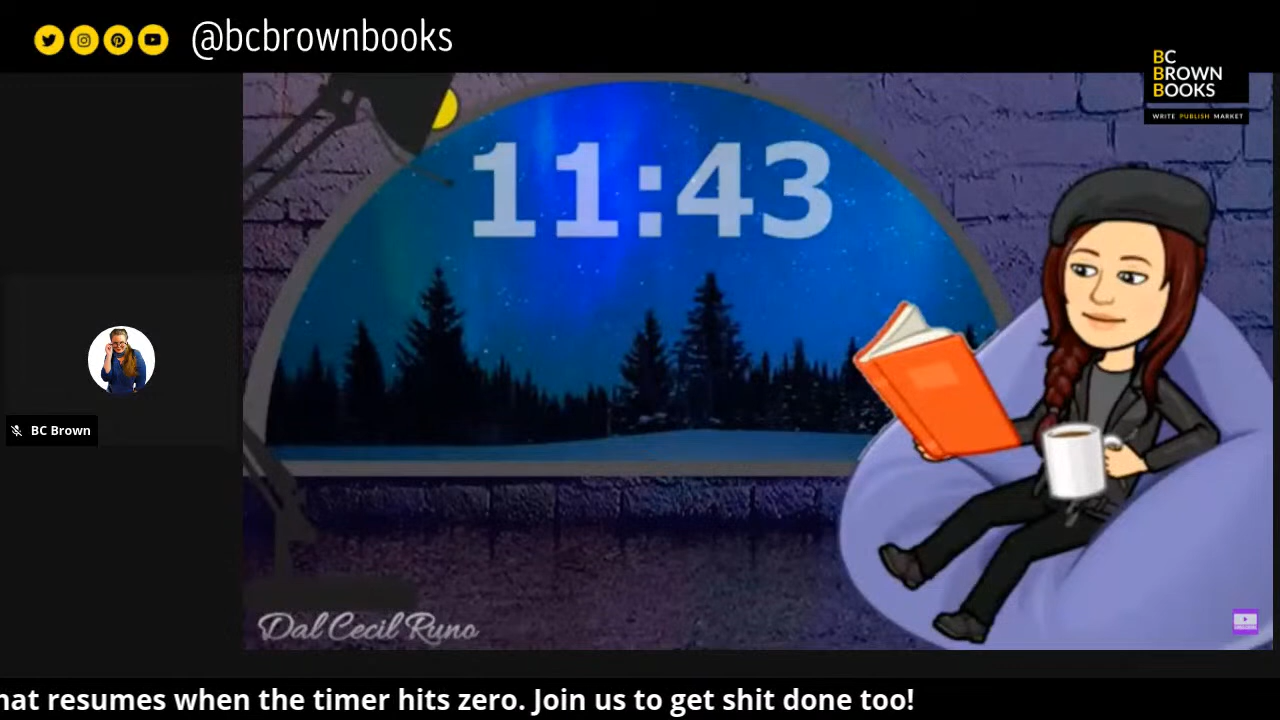 @bcbrownbooks
BC
BROWN
BOOKS
WRITE PUBLISH MARKET
11:43
BC Brown
Dal Cecil Runo
hat resumes when the timer hits zero. Join us to get shit done too!